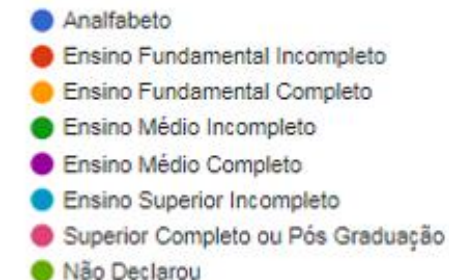 Analfabeto
Ensino Fundamental Incompleto
Ensino Fundamental Completo
Ensino Médio Incompleto
Ensino Médio Completo
Ensino Superior Incompleto
Superior Completo ou Pós Graduação
Não Declarou